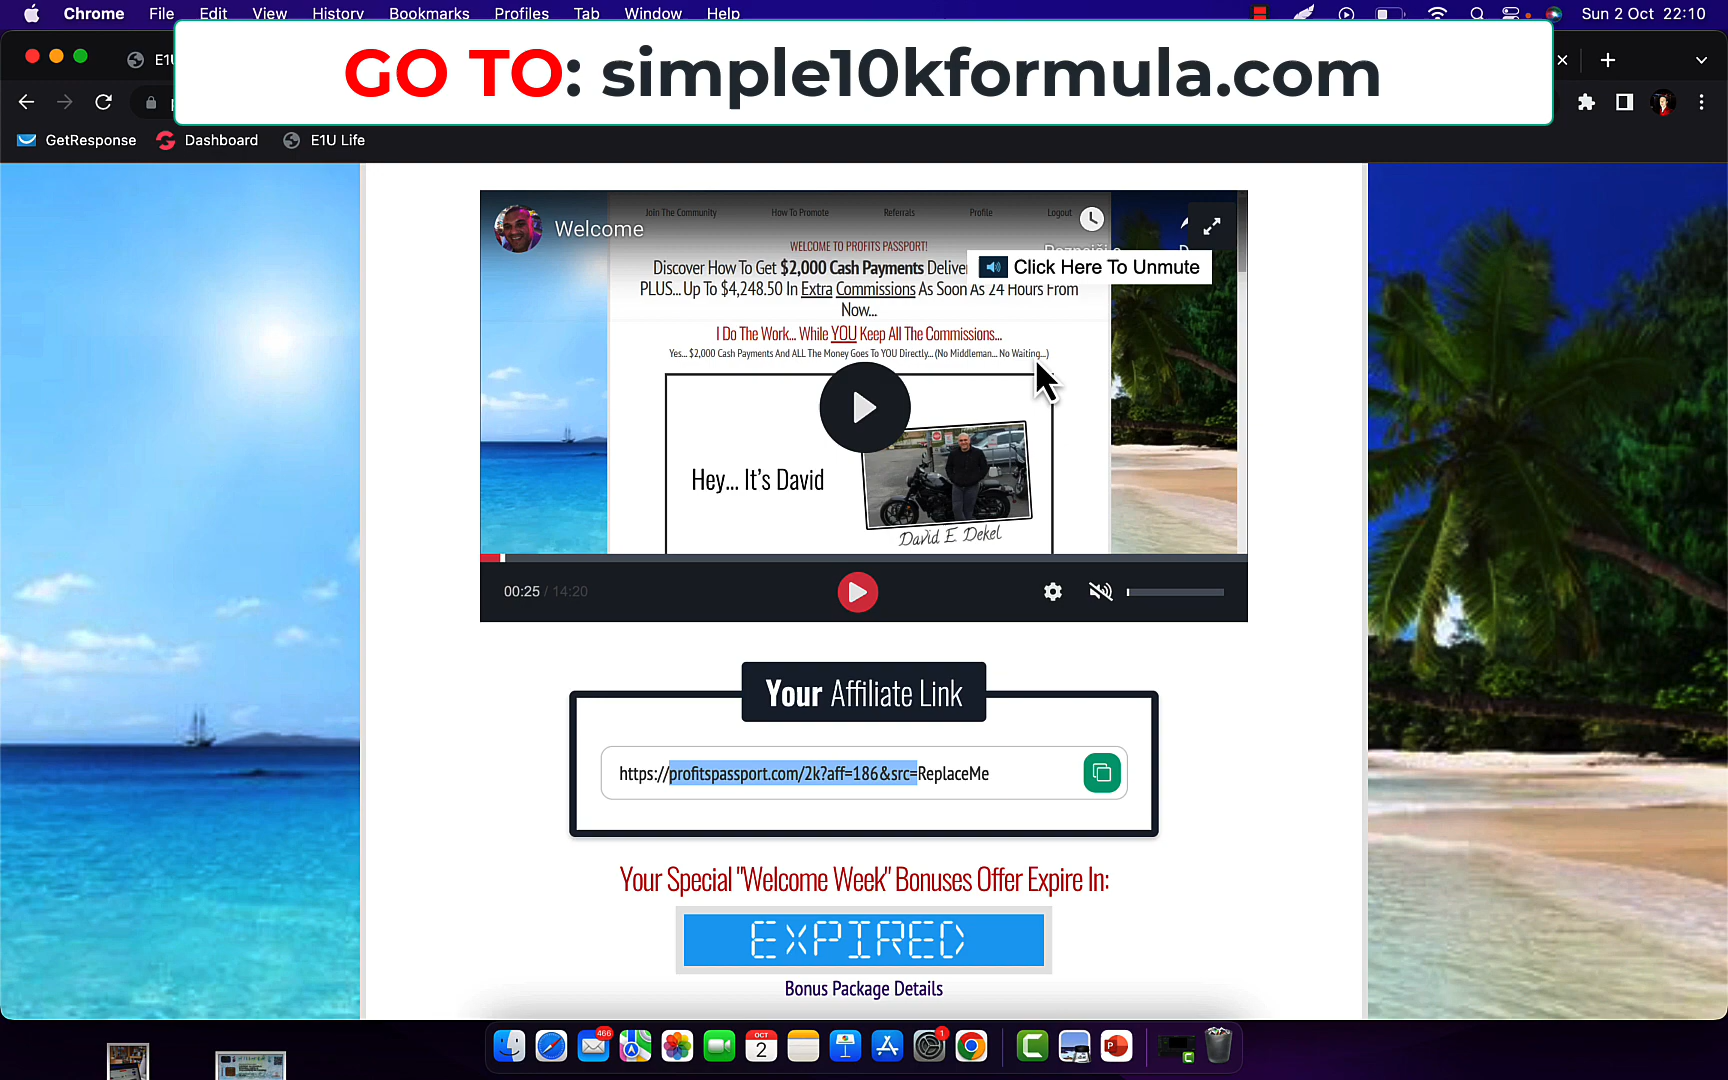 Chrome File Edit View History Bookmarks Profiles Tab Window Help
Sun 2 Oct 22:10
GO TO: simple10kformula.com
GetResponse Dashboard E1U Life
Join The Community How To Promote Referrals Profile Logout
Welcome
WELCOME TO PROFITS PASSPORT!
Discover How To Get $2,000 Cash Payments
Click Here To Unmute
PLUS... Up To $4,248.50 In Extra Commissions As Soon As 24 Hours From
Now...
I Do The Work... While YOU Keep All The Commissions...
Yes... $2,000 Cash Payments And ALL The Money Goes To YOU Directly... (No Middleman... No Waiting...)
Hey... It's David
David E. Dekel
00:25 / 14:20
Your Affiliate Link
https://profitspassport.com/2k?aff=186&src=ReplaceMe
Your Special "Welcome Week" Bonuses Offer Expire In:
EXPIRED
Bonus Package Details
466
OCT
2
1